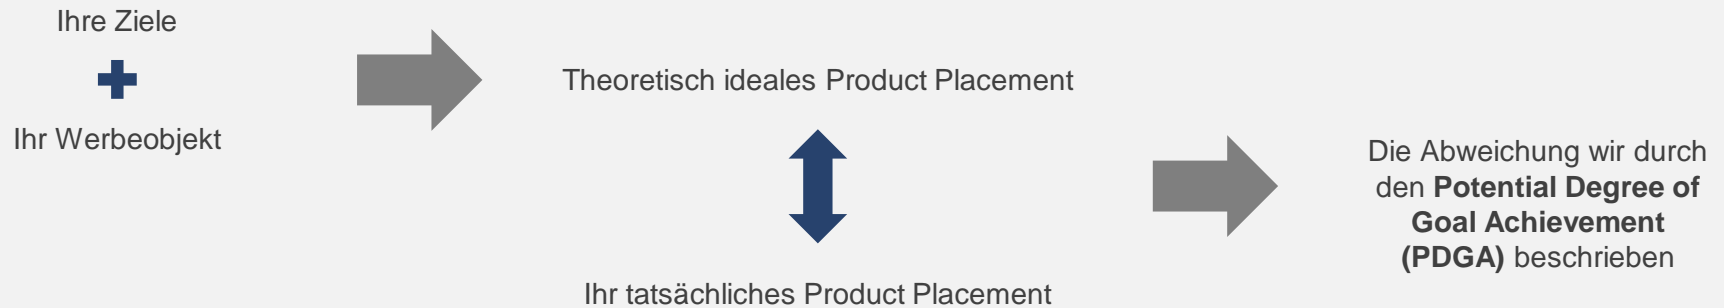 Ihre Ziele
Ihr Werbeobjekt
Theoretisch ideales Product Placement
Ihr tatsächliches Product Placement
Die Abweichung wir durch
den Potential Degree of
Goal Achievement
(PDGA) beschrieben